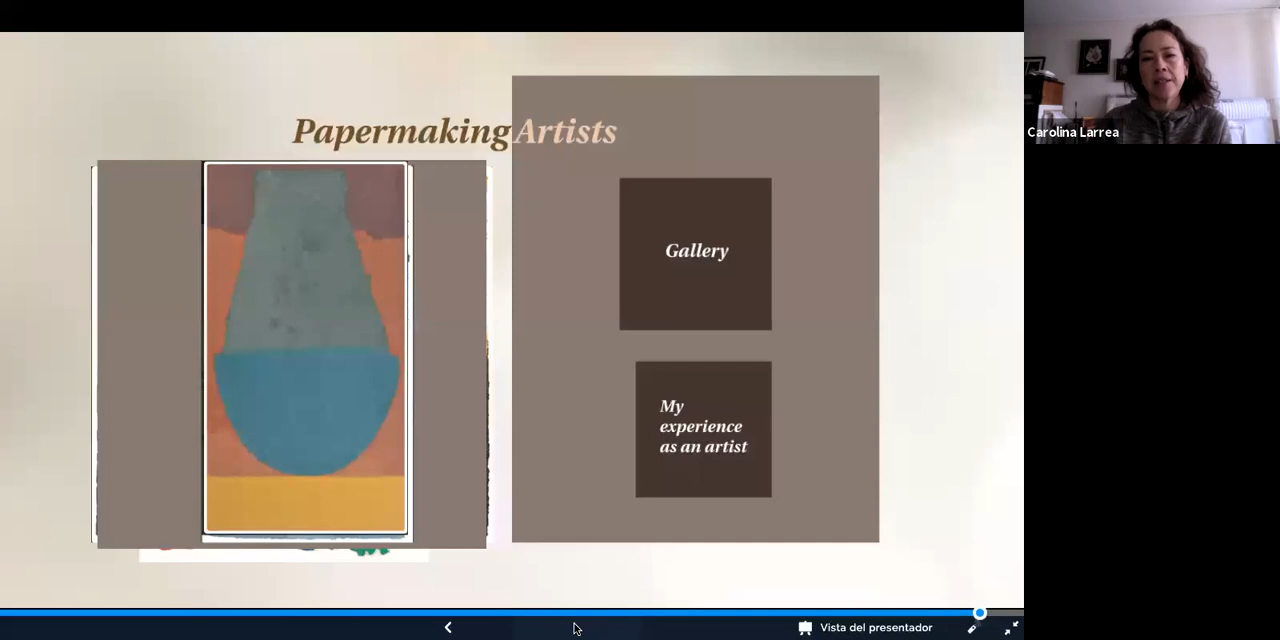 Papermaking Artists
Gallery
My
experience
as an artist
Carolina Larrea
Vista del presentador